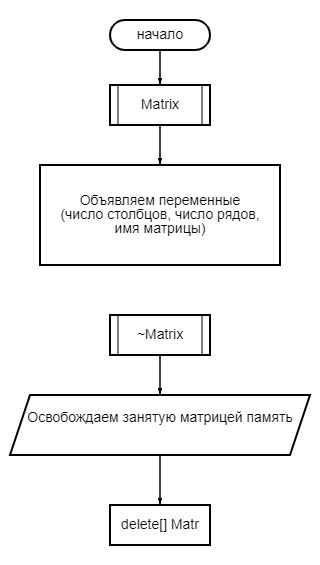 начало
Matrix
Объявляем переменные
(число столбцов, число рядов,
имя матрицы)
~Matrix
Освобождаем занятую матрицей память
delete[] Matr